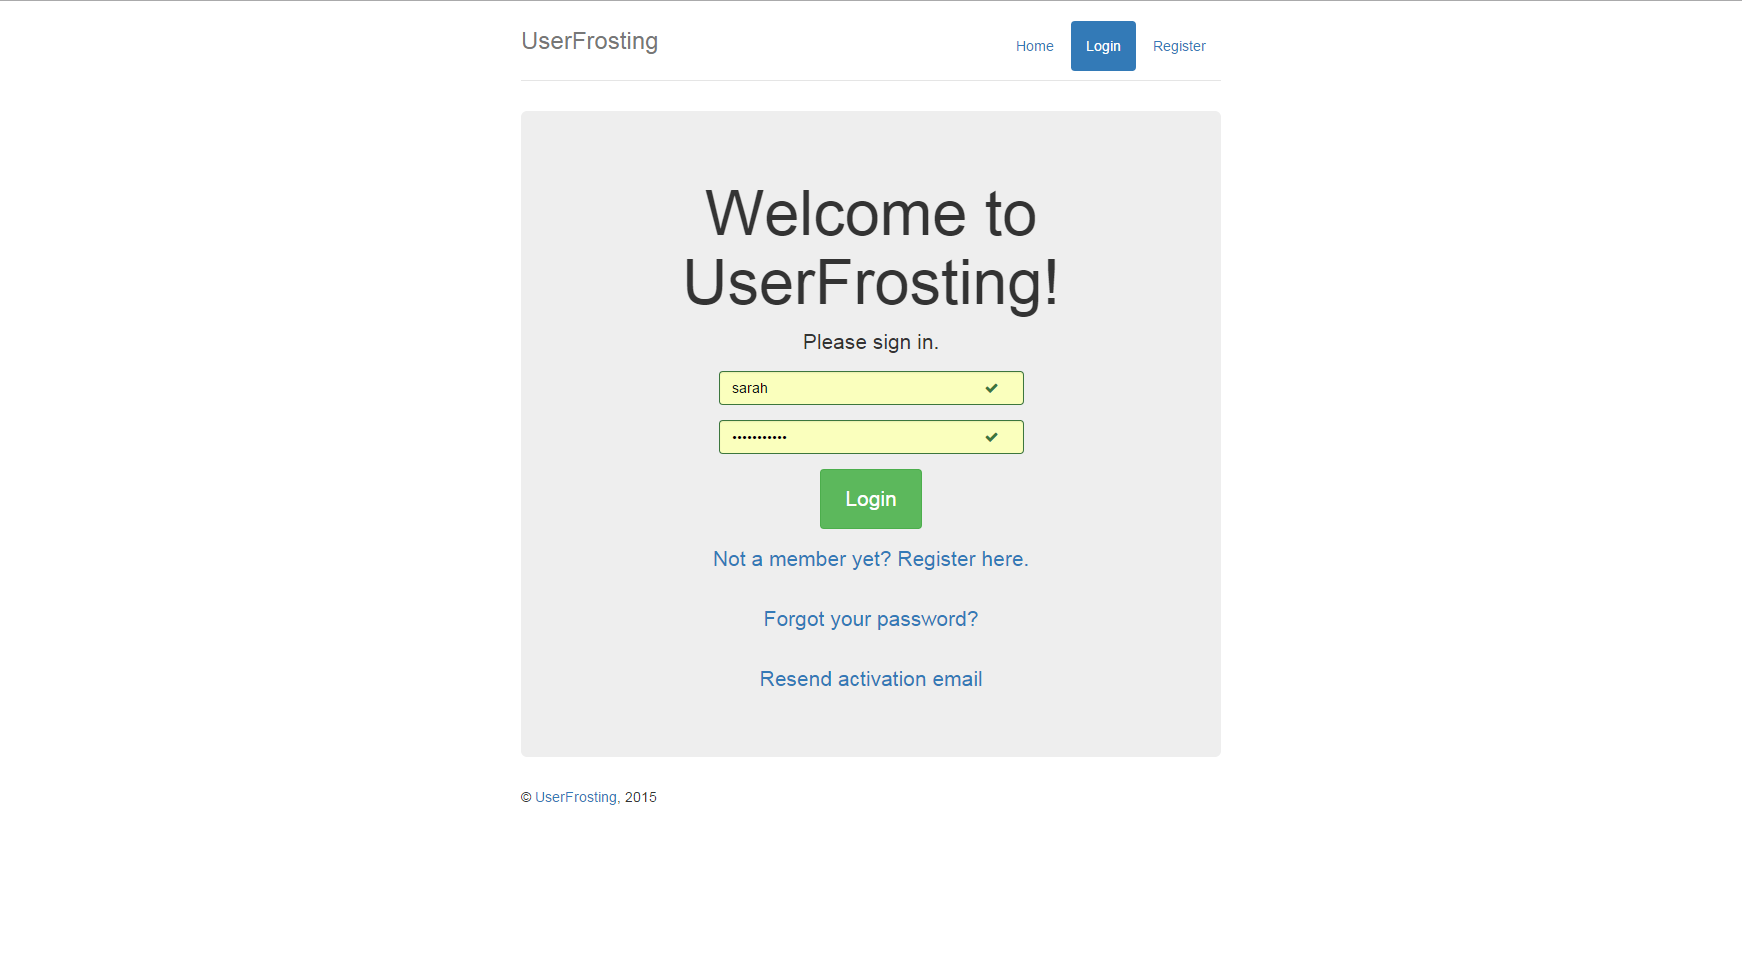 UserFrosting
Home Login Register
Welcome to
UserFrosting!
Please sign in.
sarah
•••••••••••
Login
Not a member yet? Register here.
Forgot your password?
Resend activation email
© UserFrosting, 2015